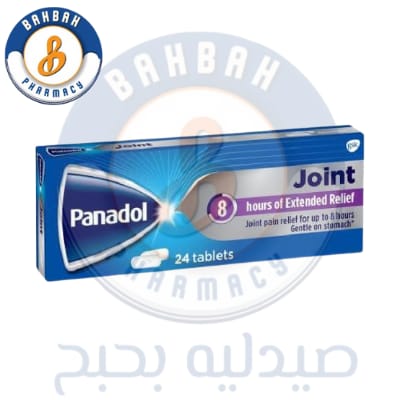 BAHBAH
PHARMACY
BAHBAH
Joint
Panadol
Joint
8 hours of Extended Relief
Joint pain relief for up to 8 hours
Gentle on stomach*
24 tablets
PHARMACY
صيدليه بحبح